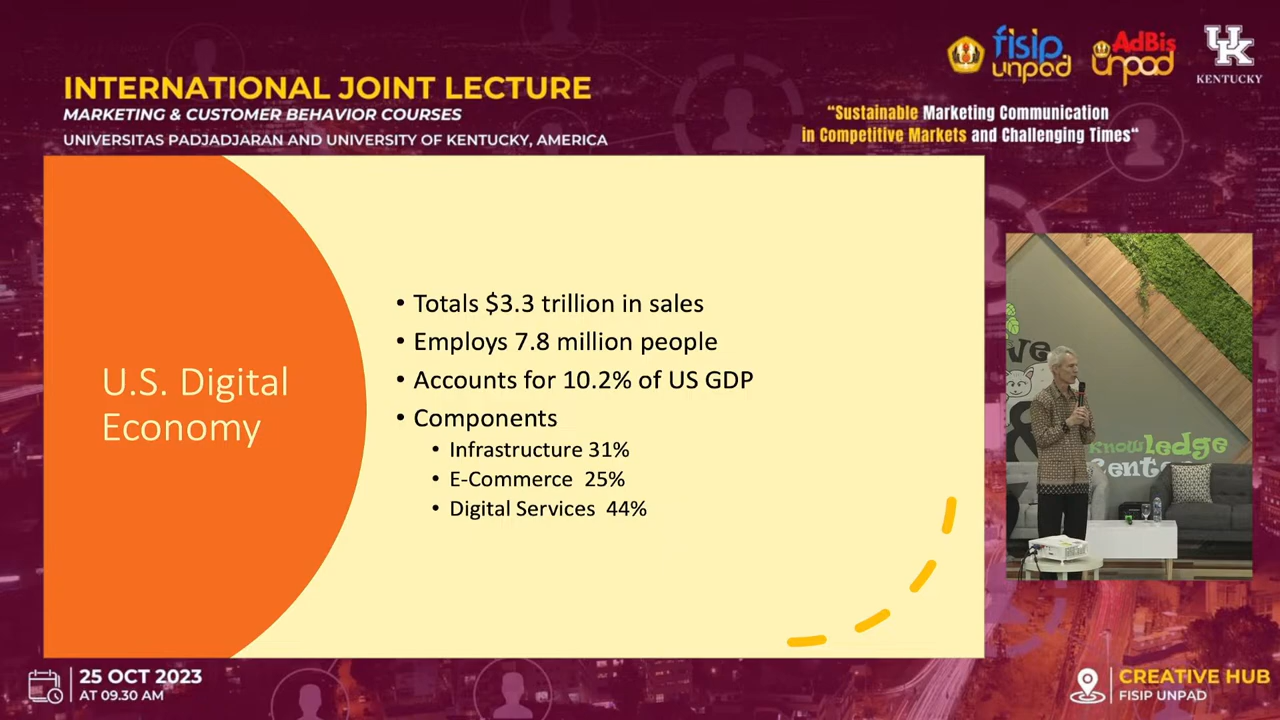 INTERNATIONAL JOINT LECTURE
MARKETING & CUSTOMER BEHAVIOR COURSES
UNIVERSITAS PADJADJARAN AND UNIVERSITY OF KENTUCKY, AMERICA
fisip
unpad
AdBis
unpad
UK
KENTUCKY
“Sustainable Marketing Communication
in Competitive Markets and Challenging Times“
U.S. Digital
Economy
• Totals $3.3 trillion in sales
• Employs 7.8 million people
• Accounts for 10.2% of US GDP
• Components
• Infrastructure 31%
• E-Commerce 25%
• Digital Services 44%
ve
&
Knowledge
Cente
25 OCT 2023
AT 09.30 AM
CREATIVE HUB
FISIP UNPAD